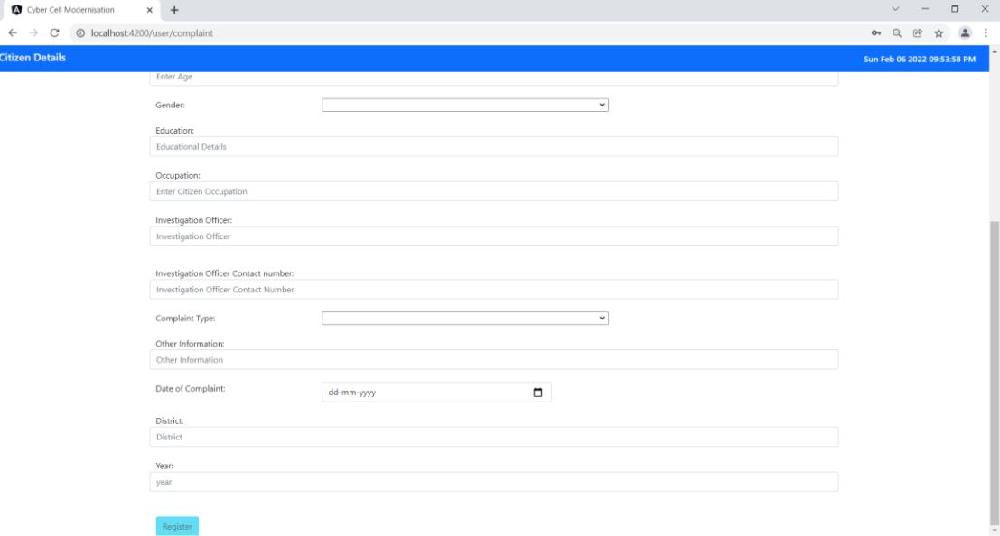 Cyber Cell Modernisation
localhost:4200/user/complaint
Citizen Details
Sun Feb 06 2022 09:53:58 PM
Enter Age
Gender:
Education:
Educational Details
Occupation:
Enter Citizen Occupation
Investigation Officer:
Investigation Officer
Investigation Officer Contact number:
Investigation Officer Contact Number
Complaint Type:
Other Information:
Other Information
Date of Complaint:
dd-mm-yyyy
District:
District
Year:
year
Register